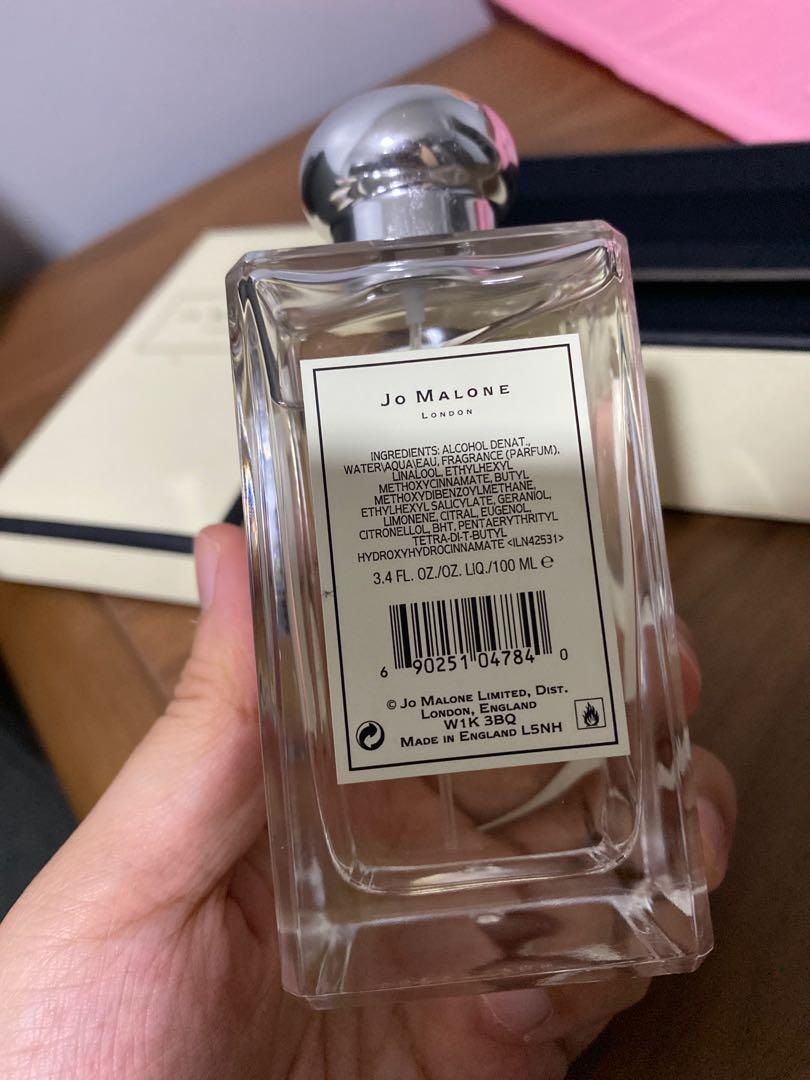 JO MALONE
LONDON
INGREDIENTS: ALCOHOL DENAT.,
WATER\AQUA\EAU, FRAGRANCE (PARFUM),
LINALOOL, ETHYLHEXYL
METHOXYCINNAMATE, BUTYL
METHOXYDIBENZOYLMETHANE,
ETHYLHEXYL SALICYLATE, GERANIOL,
LIMONENE, CITRAL, EUGENOL,
CITRONELLOL, BHT, PENTAERYTHRITYL
TETRA-DI-T-BUTYL
HYDROXYHYDROCINNAMATE <ILN42531>
3.4 FL. OZ./OZ. LIQ./100 ML ℮
6 90251 04784 0
© JO MALONE LIMITED, DIST.
LONDON, ENGLAND
W1K 3BQ
MADE IN ENGLAND L5NH